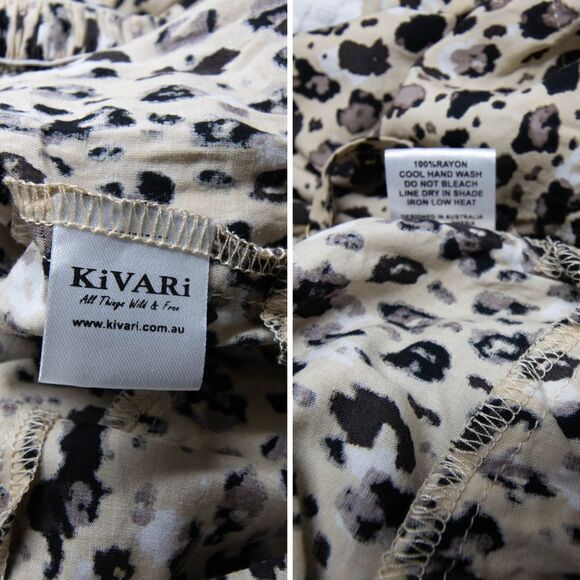 KiVARi
All Things Wild & Free
www.kivari.com.au
100%RAYON
COOL HAND WASH
DO NOT BLEACH
LINE DRY IN SHADE
IRON LOW HEAT
DESIGNED IN AUSTRALIA